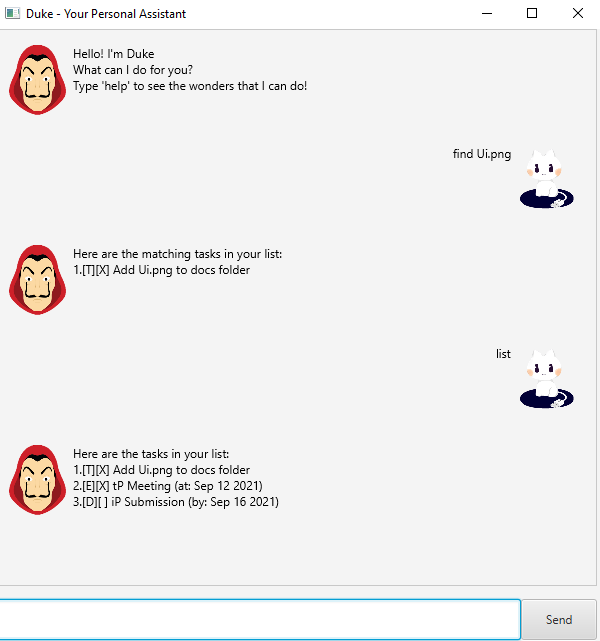 Duke - Your Personal Assistant
Hello! I'm Duke
What can I do for you?
Type 'help' to see the wonders that I can do!
find Ui.png
Here are the matching tasks in your list:
1.[T][X] Add Ui.png to docs folder
list
Here are the tasks in your list:
1.[T][X] Add Ui.png to docs folder
2.[E][X] tP Meeting (at: Sep 12 2021)
3.[D][ ] iP Submission (by: Sep 16 2021)
Send